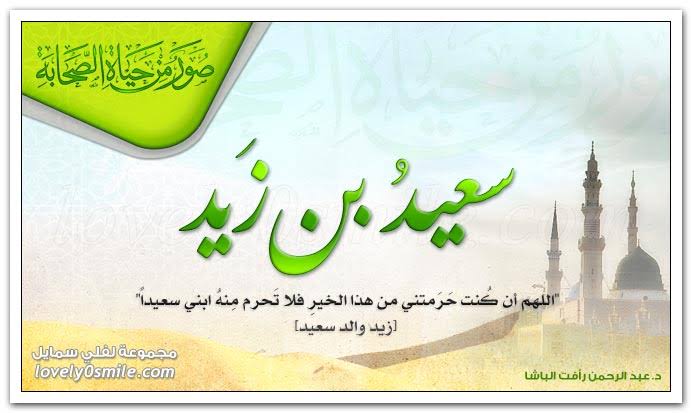 صور من حياة الصحابة
سعيدُ بن زَيد
"اللهم أن كُنت حَرَمتني من هذا الخيرِ فلا تَحرم مِنهُ ابني سعيداً"
[زيد والد سعيد]
مجموعة لفلي سمايل
lovely0smile.com
د. عبد الرحمن رأفت الباشا